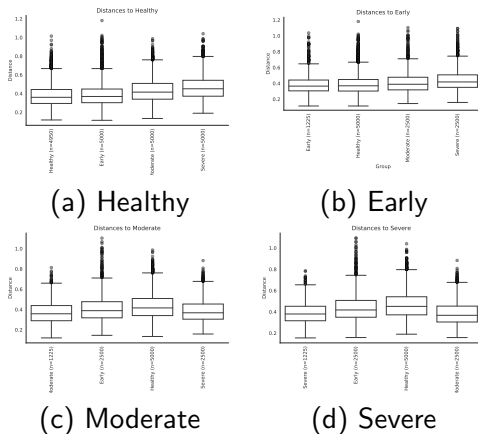 Distances to Healthy
Distance
1.0
0.8
0.6
0.4
0.2
Healthy (n=4950)
Early (n=5000)
Moderate (n=5000)
Severe (n=5000)
(a) Healthy
Distances to Early
Distance
1.2
1.0
0.8
0.6
0.4
0.2
Early (n=1225)
Healthy (n=5000)
Moderate (n=2500)
Severe (n=2500)
Group
(b) Early
Distances to Moderate
Distance
1.0
0.8
0.6
0.4
0.2
Moderate (n=1225)
Early (n=2500)
Healthy (n=5000)
Severe (n=2500)
(c) Moderate
Distances to Severe
Distance
1.0
0.8
0.6
0.4
0.2
Severe (n=1225)
Early (n=2500)
Healthy (n=5000)
Moderate (n=2500)
(d) Severe